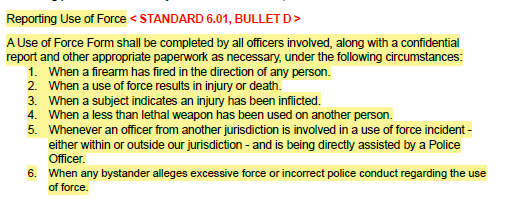 Reporting Use of Force < STANDARD 6.01, BULLET D >
A Use of Force Form shall be completed by all officers involved, along with a confidential
report and other appropriate paperwork as necessary, under the following circumstances:
1. When a firearm has fired in the direction of any person.
2. When a use of force results in injury or death.
3. When a subject indicates an injury has been inflicted.
4. When a less than lethal weapon has been used on another person.
5. Whenever an officer from another jurisdiction is involved in a use of force incident -
either within or outside our jurisdiction - and is being directly assisted by a Police
Officer.
6. When any bystander alleges excessive force or incorrect police conduct regarding the use
of force.